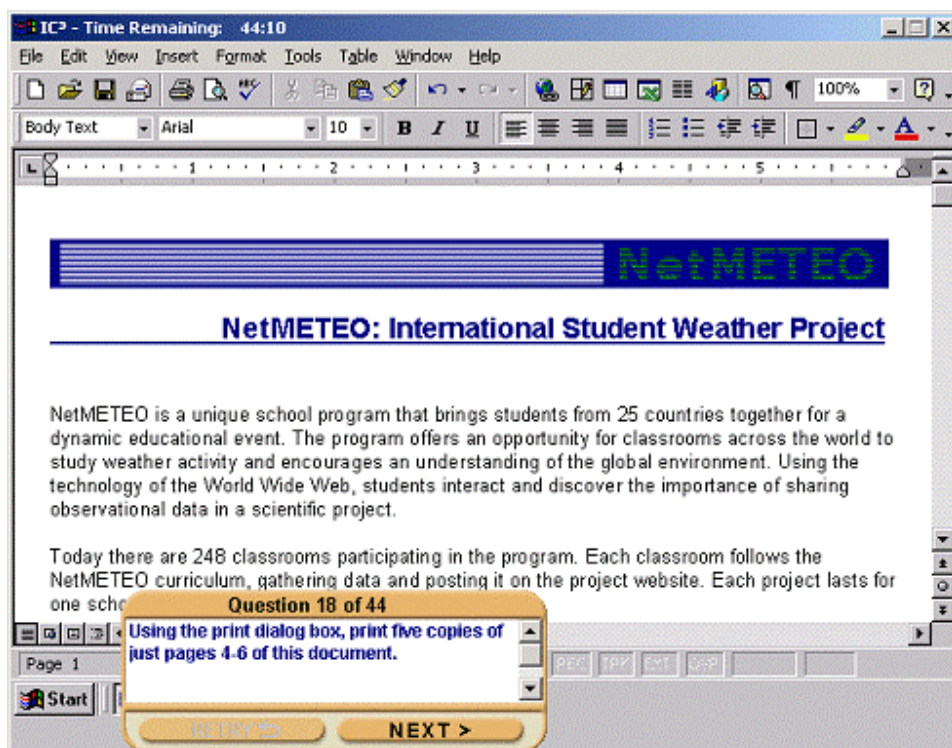 IC³ - Time Remaining: 44:10
File Edit View Insert Format Tools Table Window Help
100%
Body Text Arial 10 B I U A
1 2 3 4 5
NetMETEO
NetMETEO: International Student Weather Project
NetMETEO is a unique school program that brings students from 25 countries together for a
dynamic educational event. The program offers an opportunity for classrooms across the world to
study weather activity and encourages an understanding of the global environment. Using the
technology of the World Wide Web, students interact and discover the importance of sharing
observational data in a scientific project.
Today there are 248 classrooms participating in the program. Each classroom follows the
NetMETEO curriculum, gathering data and posting it on the project website. Each project lasts for
one
Question 18 of 44
Using the print dialog box, print five copies of
just pages 4-6 of this document.
Page 1 REC TRK EXT OVR
Start
RETRY NEXT >